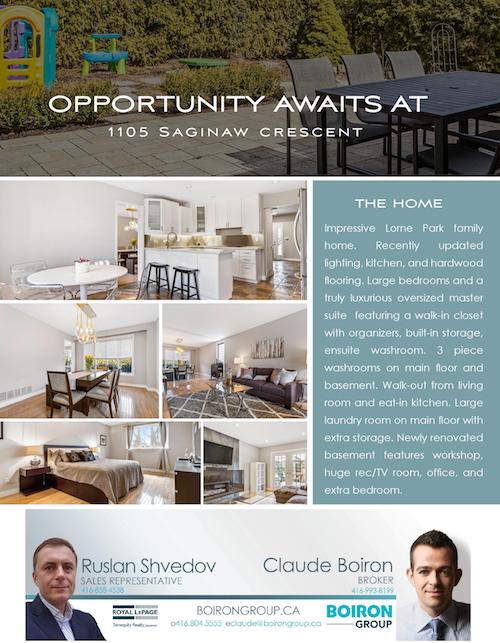 OPPORTUNITY AWAITS AT
1105 SAGINAW CRESCENT
THE HOME
Impressive Lorne Park family
home. Recently updated
lighting, kitchen, and hardwood
flooring. Large bedrooms and a
truly luxurious oversized master
suite featuring a walk-in closet
with organizers, built-in storage,
ensuite washroom. 3 piece
washrooms on main floor and
basement. Walk-out from living
room and eat-in kitchen. Large
laundry room on main floor with
extra storage. Newly renovated
basement features workshop,
huge rec/TV room, office, and
extra bedroom.
Ruslan Shvedov
SALES REPRESENTATIVE
416-858-4538
Claude Boiron
BROKER
416-993-8199
ROYAL LEPAGE
Terrequity Realty,
BOIRONGROUP.CA
o416.804.5555 eclaude@boirongroup.ca
BOIRON
GROUP